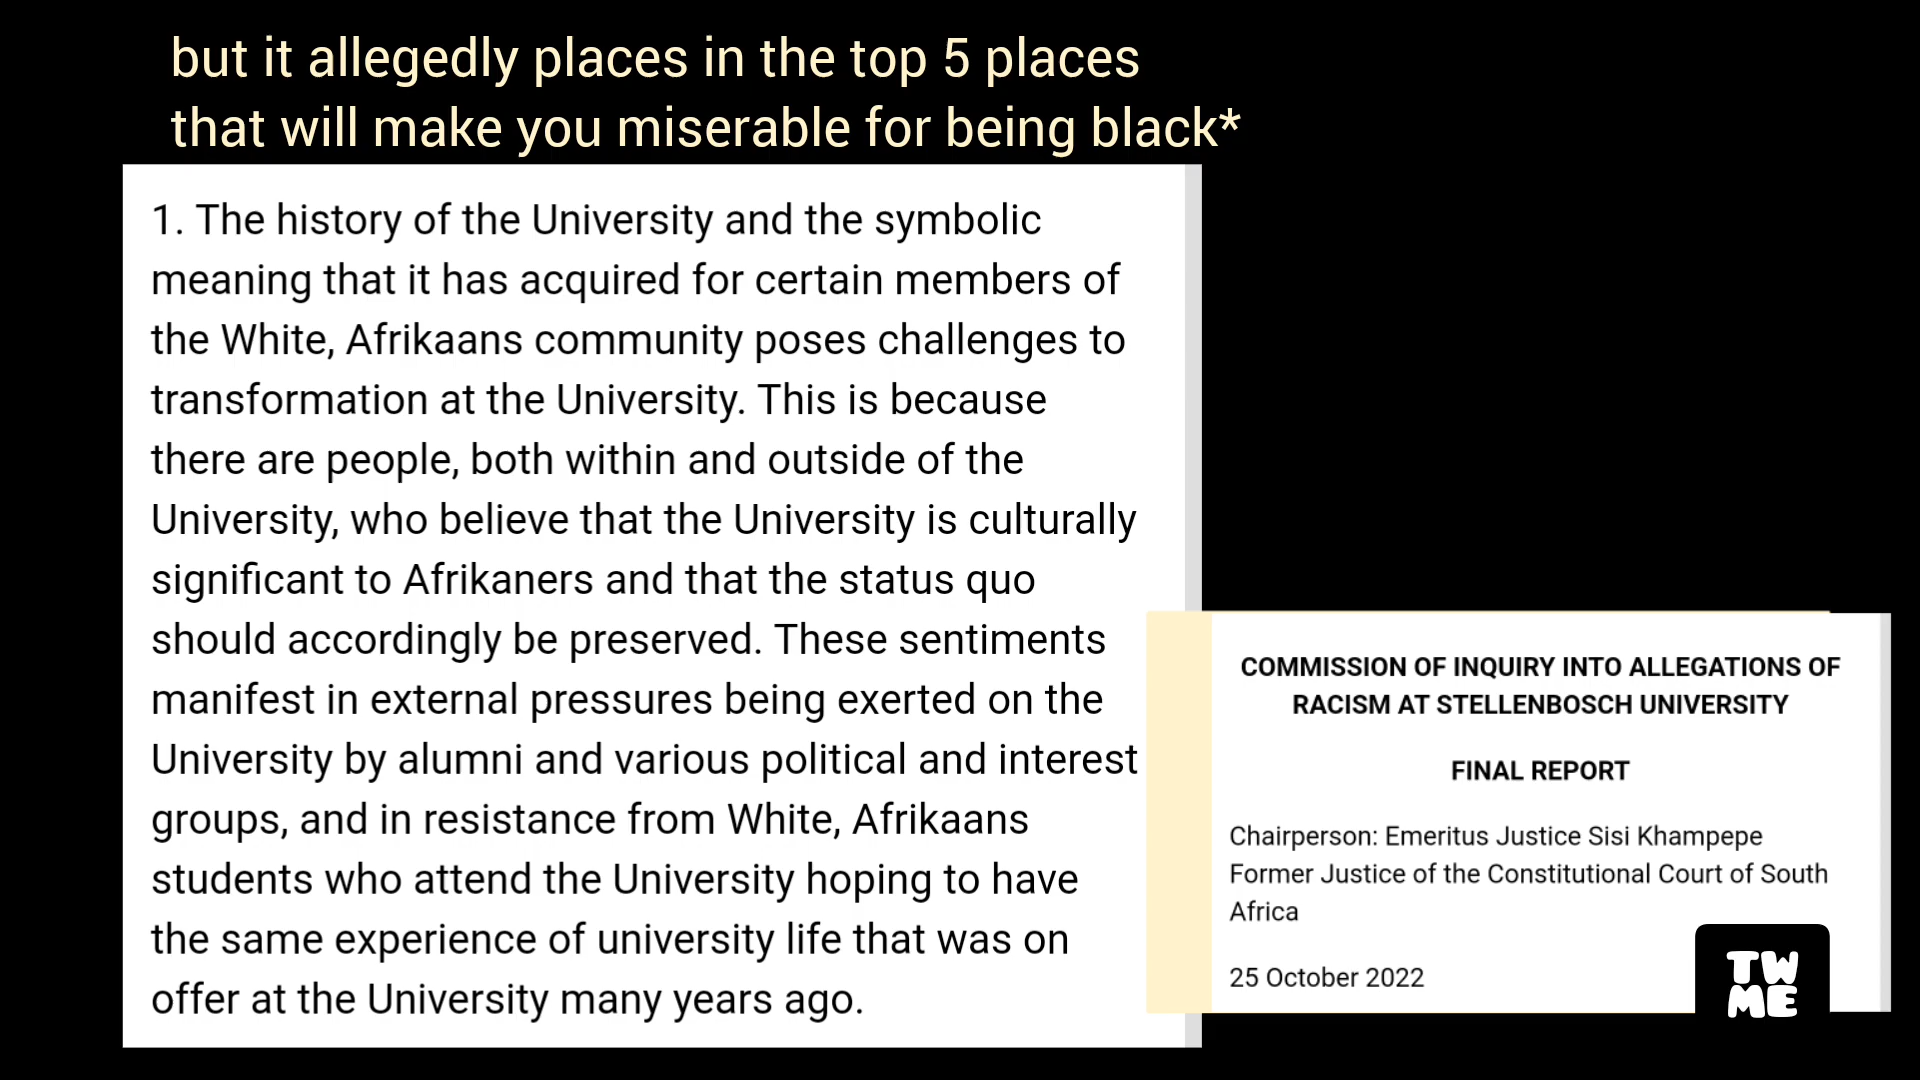 but it allegedly places in the top 5 places
that will make you miserable for being black*
1. The history of the University and the symbolic
meaning that it has acquired for certain members of
the White, Afrikaans community poses challenges to
transformation at the University. This is because
there are people, both within and outside of the
University, who believe that the University is culturally
significant to Afrikaners and that the status quo
should accordingly be preserved. These sentiments
manifest in external pressures being exerted on the
University by alumni and various political and interest
groups, and in resistance from White, Afrikaans
students who attend the University hoping to have
the same experience of university life that was on
offer at the University many years ago.
COMMISSION OF INQUIRY INTO ALLEGATIONS OF
RACISM AT STELLENBOSCH UNIVERSITY
FINAL REPORT
Chairperson: Emeritus Justice Sisi Khampepe
Former Justice of the Constitutional Court of South
Africa
25 October 2022
TW
ME